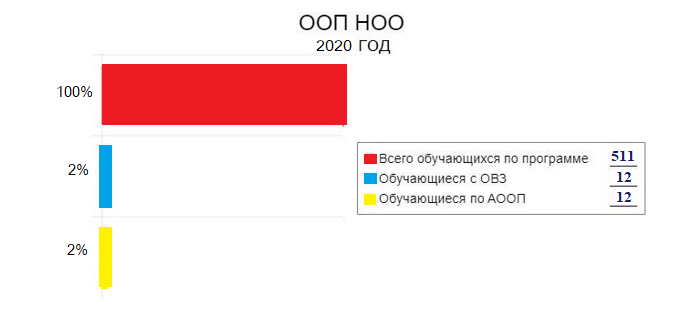 ООП НОО
2020 ГОД
100%
2%
2%
Всего обучающихся по программе 511
Обучающиеся с ОВЗ 12
Обучающиеся по АООП 12